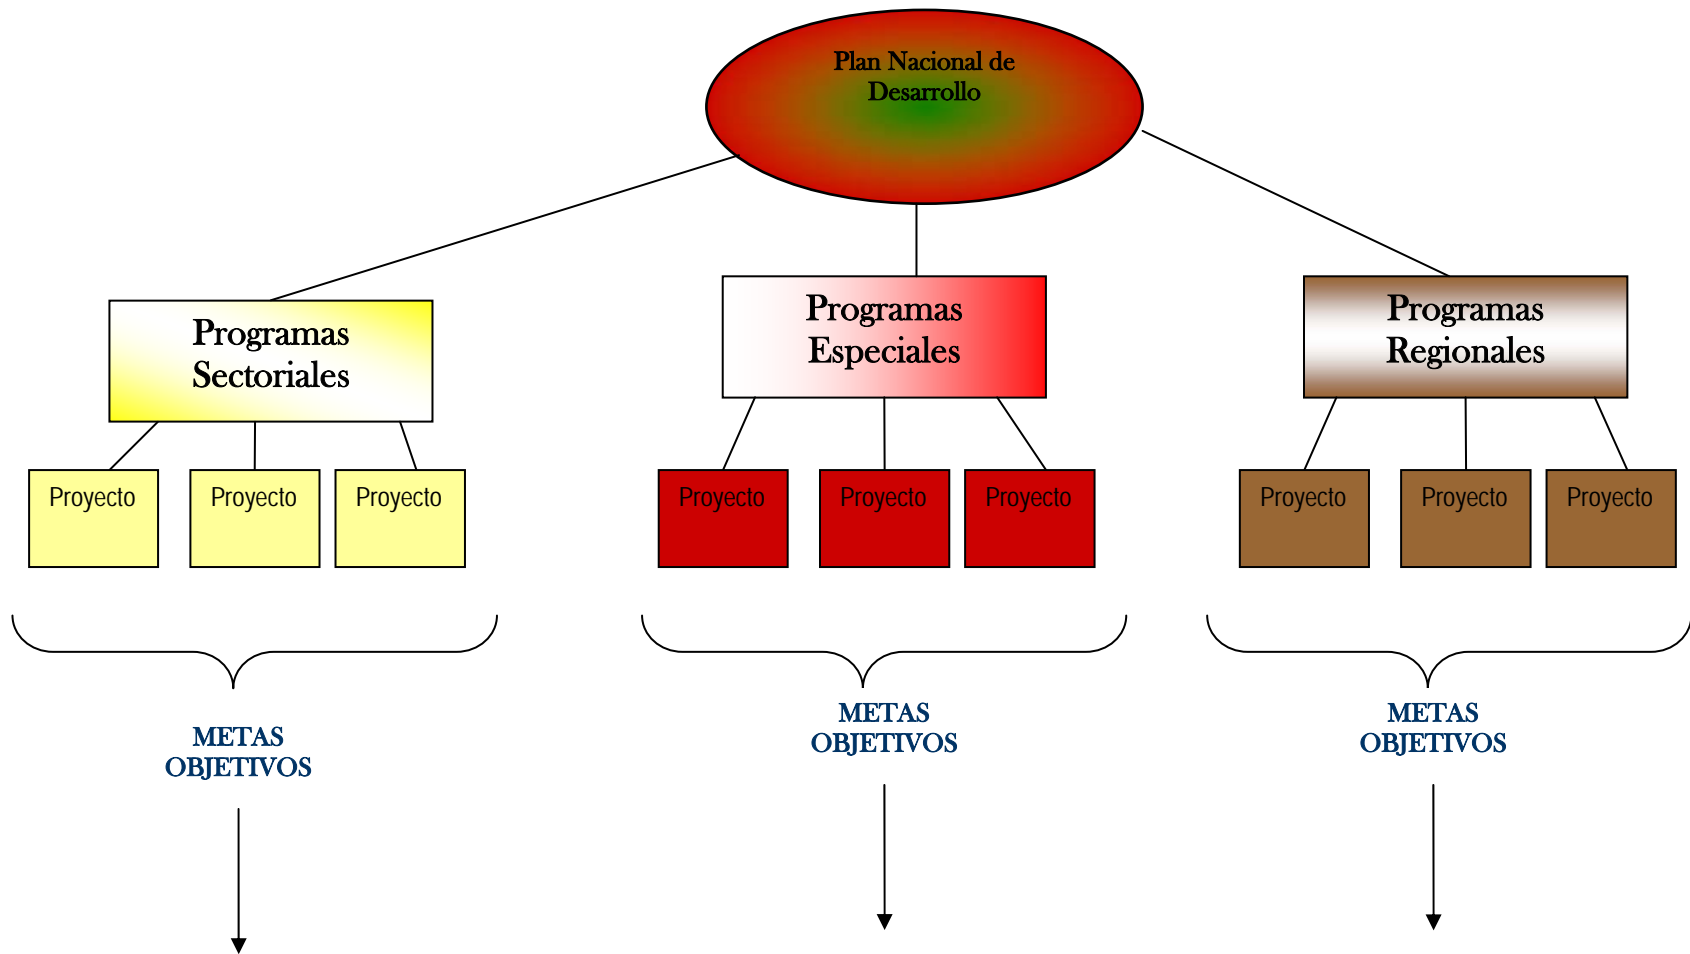 Plan Nacional de
Desarrollo
Programas
Sectoriales
Programas
Especiales
Programas
Regionales
Proyecto
Proyecto
Proyecto
Proyecto
Proyecto
Proyecto
Proyecto
Proyecto
Proyecto
METAS
OBJETIVOS
METAS
OBJETIVOS
METAS
OBJETIVOS